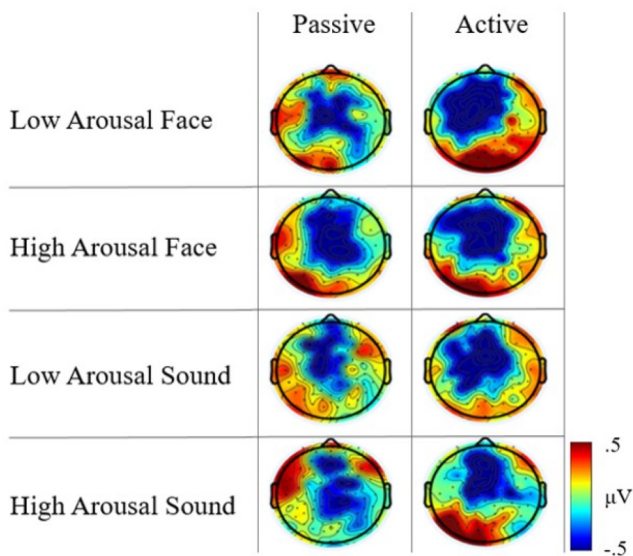 Passive Active
Low Arousal Face
High Arousal Face
Low Arousal Sound
High Arousal Sound
.5
µV
-.5